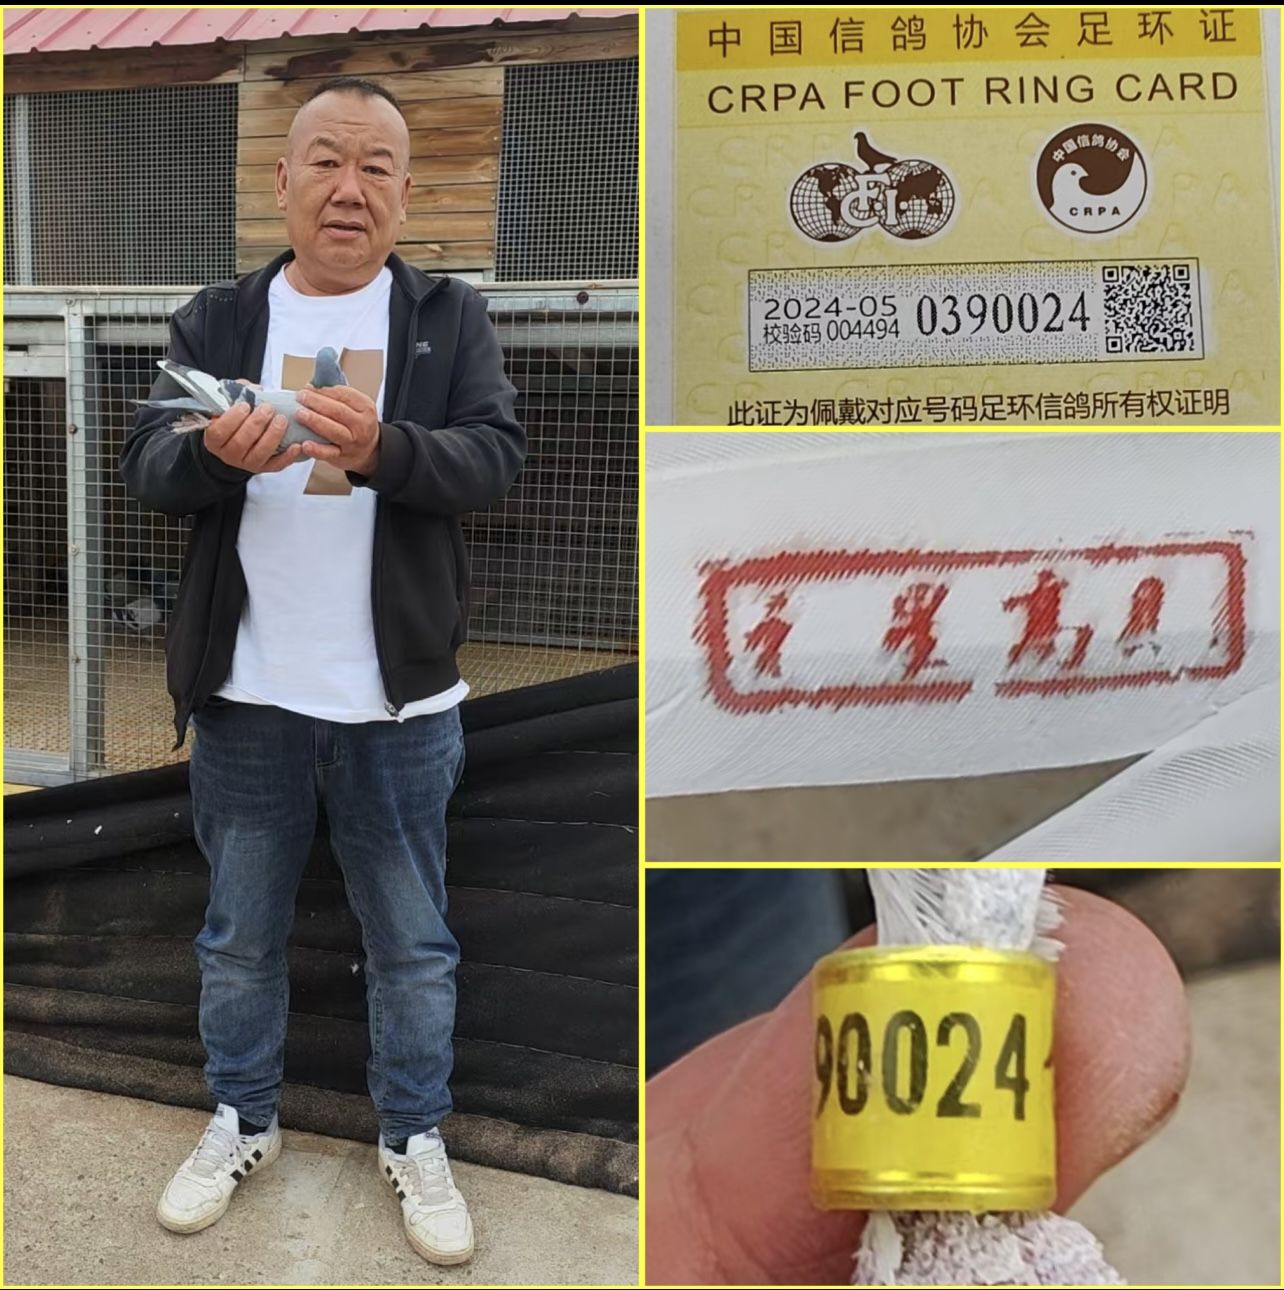 中国信鸽协会足环证
CRPA FOOT RING CARD
CFI
中国信鸽协会
CRPA
2024-05
校验码 004494
0390024
此证为佩戴对应号码足环信鸽所有权证明
90024